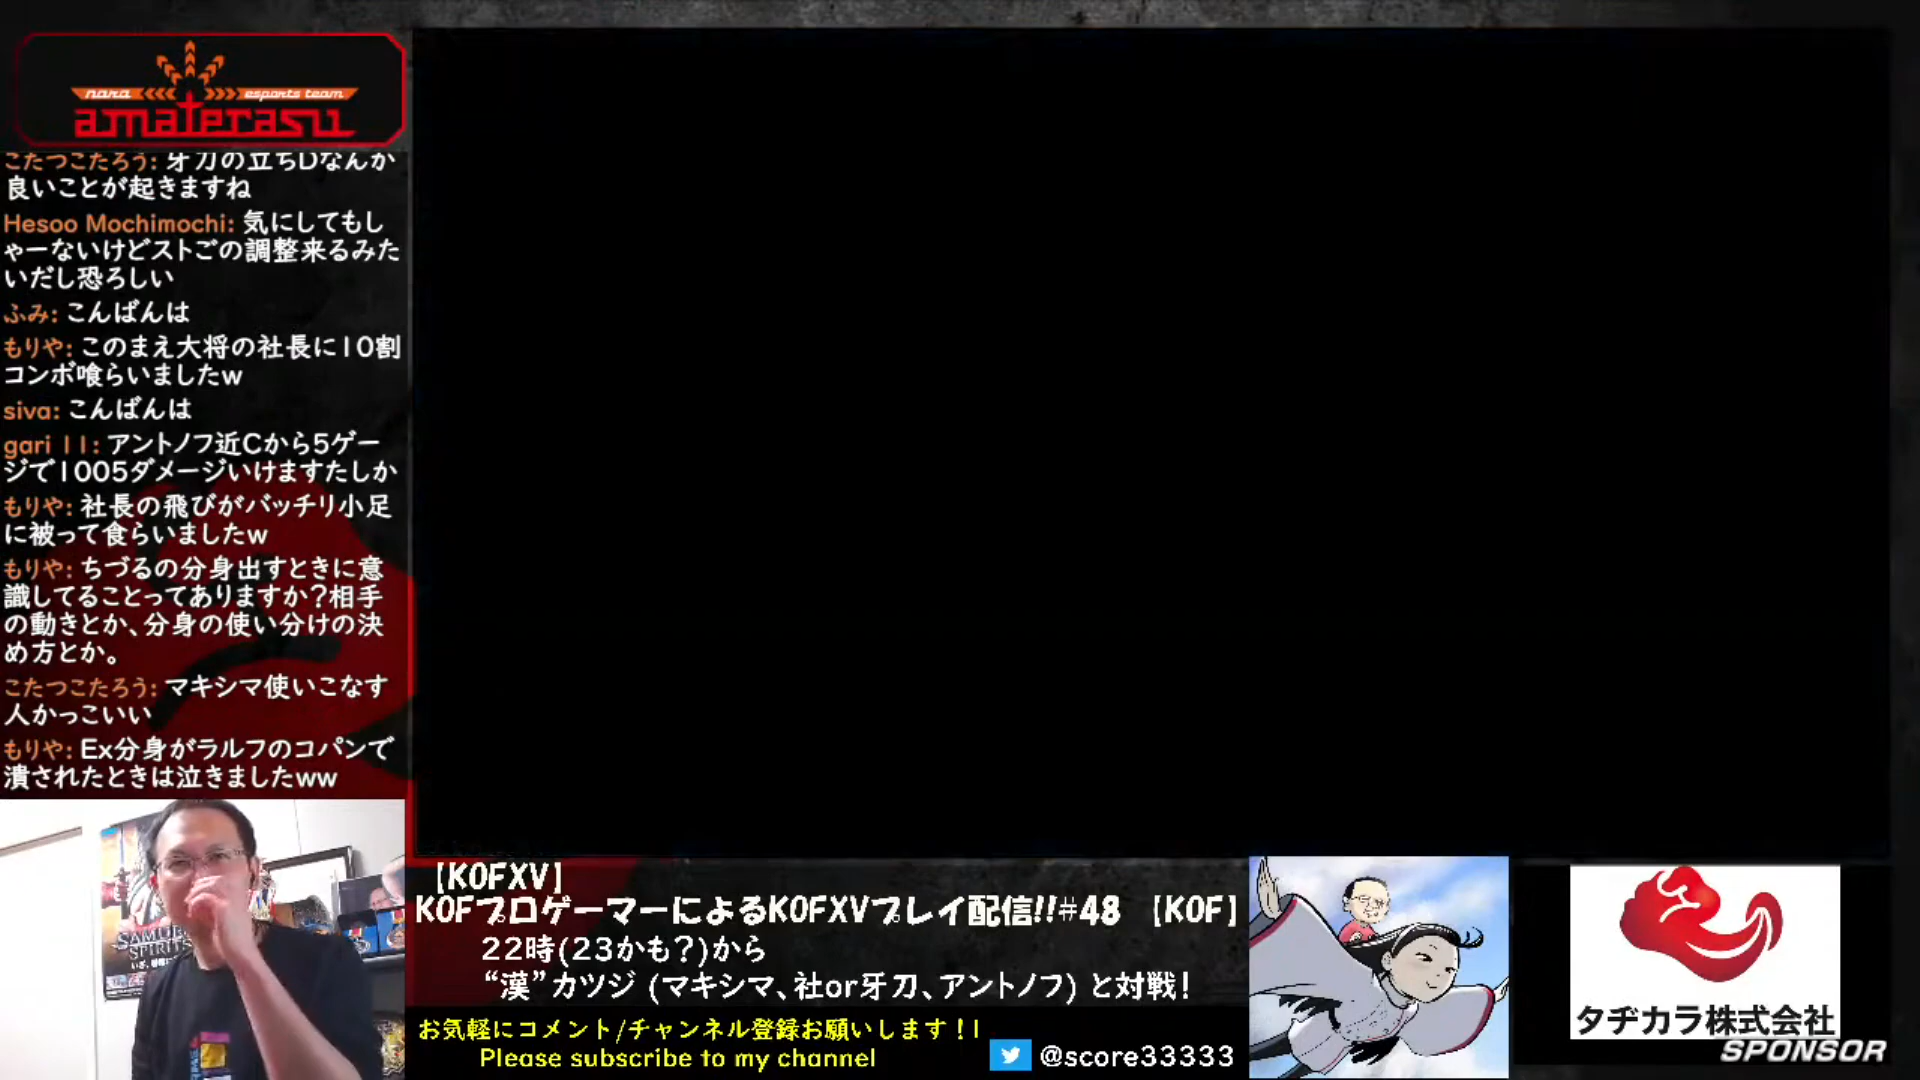 nara esports team
amaterasu
こたつこたろう: 牙刀の立ちDなんか
良いことが起きますね
Hesoo Mochimochi: 気にしてもし
ゃーないけどストごの調整来るみた
いだし恐ろしい
ふみ: こんばんは
もりや: このまえ大将の社長に10割
コンボ喰らいましたw
siva: こんばんは
gari 11: アントノフ近Cから5ゲー
ジで1005ダメージいけますたしか
もりや: 社長の飛びがバッチリ小足
に被って食らいましたw
もりや: ちづるの分身出すときに意
識してることってありますか?相手
の動きとか、分身の使い分けの決
め方とか。
こたつこたろう: マキシマ使いこなす
人かっこいい
もりや: Ex分身がラルフのコパンで
潰されたときは泣きましたww
SAMURAI
SPIRITS
【KOFXV】
KOFプロゲーマーによるKOFXVプレイ配信!!#48 【KOF】
22時(23かも?)から
“漢”カツジ (マキシマ、社or牙刀、アントノフ) と対戦!
お気軽にコメント/チャンネル登録お願いします!!
Please subscribe to my channel
@score33333
タヂカラ株式会社
SPONSOR